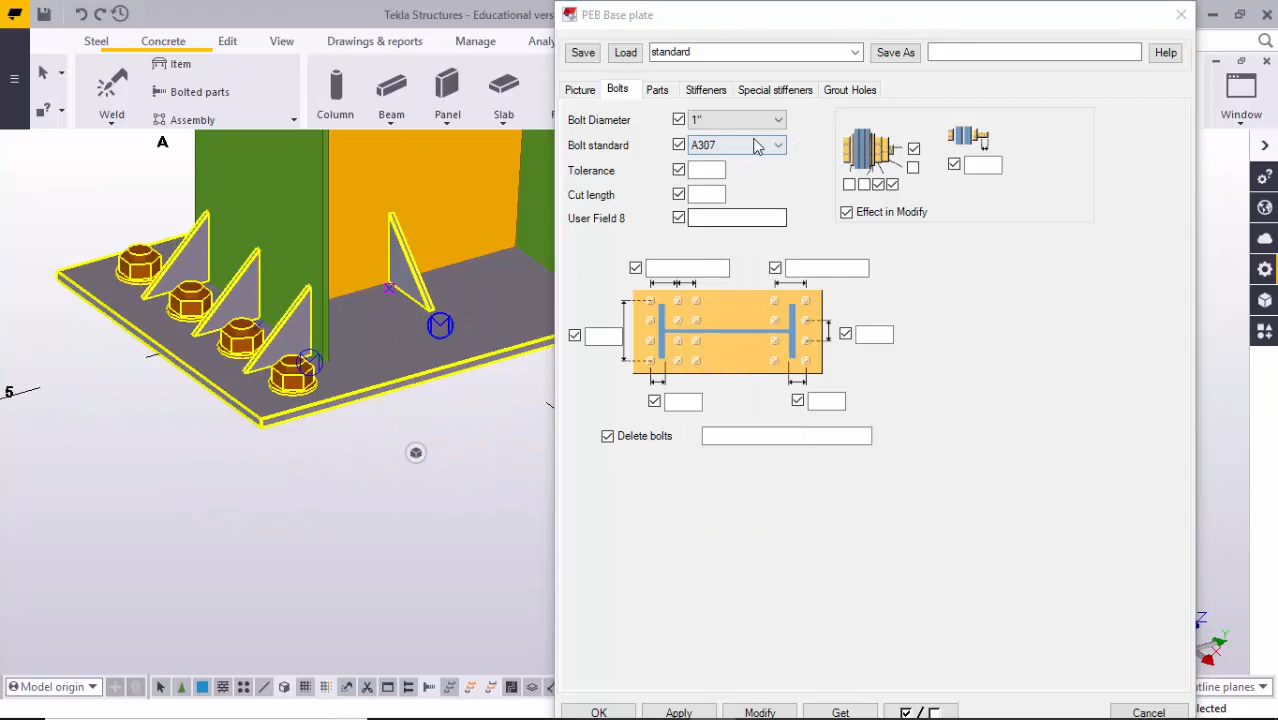 Tekla Structures - Educational vers
PEB Base plate
Steel
Concrete
Edit
View
Drawings & reports
Manage
Analy
Save
Load
standard
Save As
Help
Item
Weld
Bolted parts
Assembly
Column
Beam
Panel
Slab
Window
Picture
Bolts
Parts
Stiffeners
Special stiffeners
Grout Holes
A
Bolt Diameter
1"
Bolt standard
A307
Tolerance
Cut length
User Field 8
Effect in Modify
5
Delete bolts
Z
Y
X
Model origin
utline planes
OK
Apply
Modify
Get
/
Cancel
elected